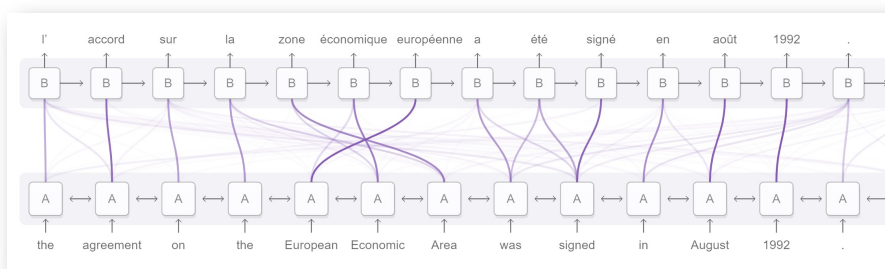 l' accord sur la zone économique européenne a été signé en août 1992 .
B B B B B B B B B B B B B B
A A A A A A A A A A A A A
the agreement on the European Economic Area was signed in August 1992 .